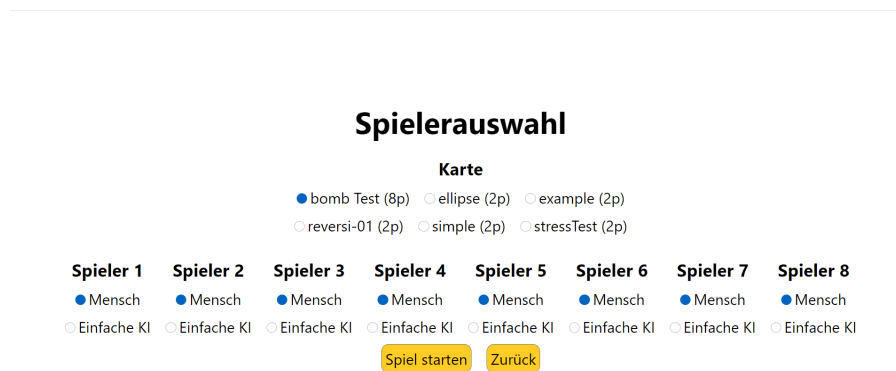 Spielerauswahl
Karte
bomb Test (8p) ellipse (2p) example (2p)
reversi-01 (2p) simple (2p) stressTest (2p)
Spieler 1 Spieler 2 Spieler 3 Spieler 4 Spieler 5 Spieler 6 Spieler 7 Spieler 8
Mensch Mensch Mensch Mensch Mensch Mensch Mensch Mensch
Einfache KI Einfache KI Einfache KI Einfache KI Einfache KI Einfache KI Einfache KI Einfache KI
Spiel starten Zurück